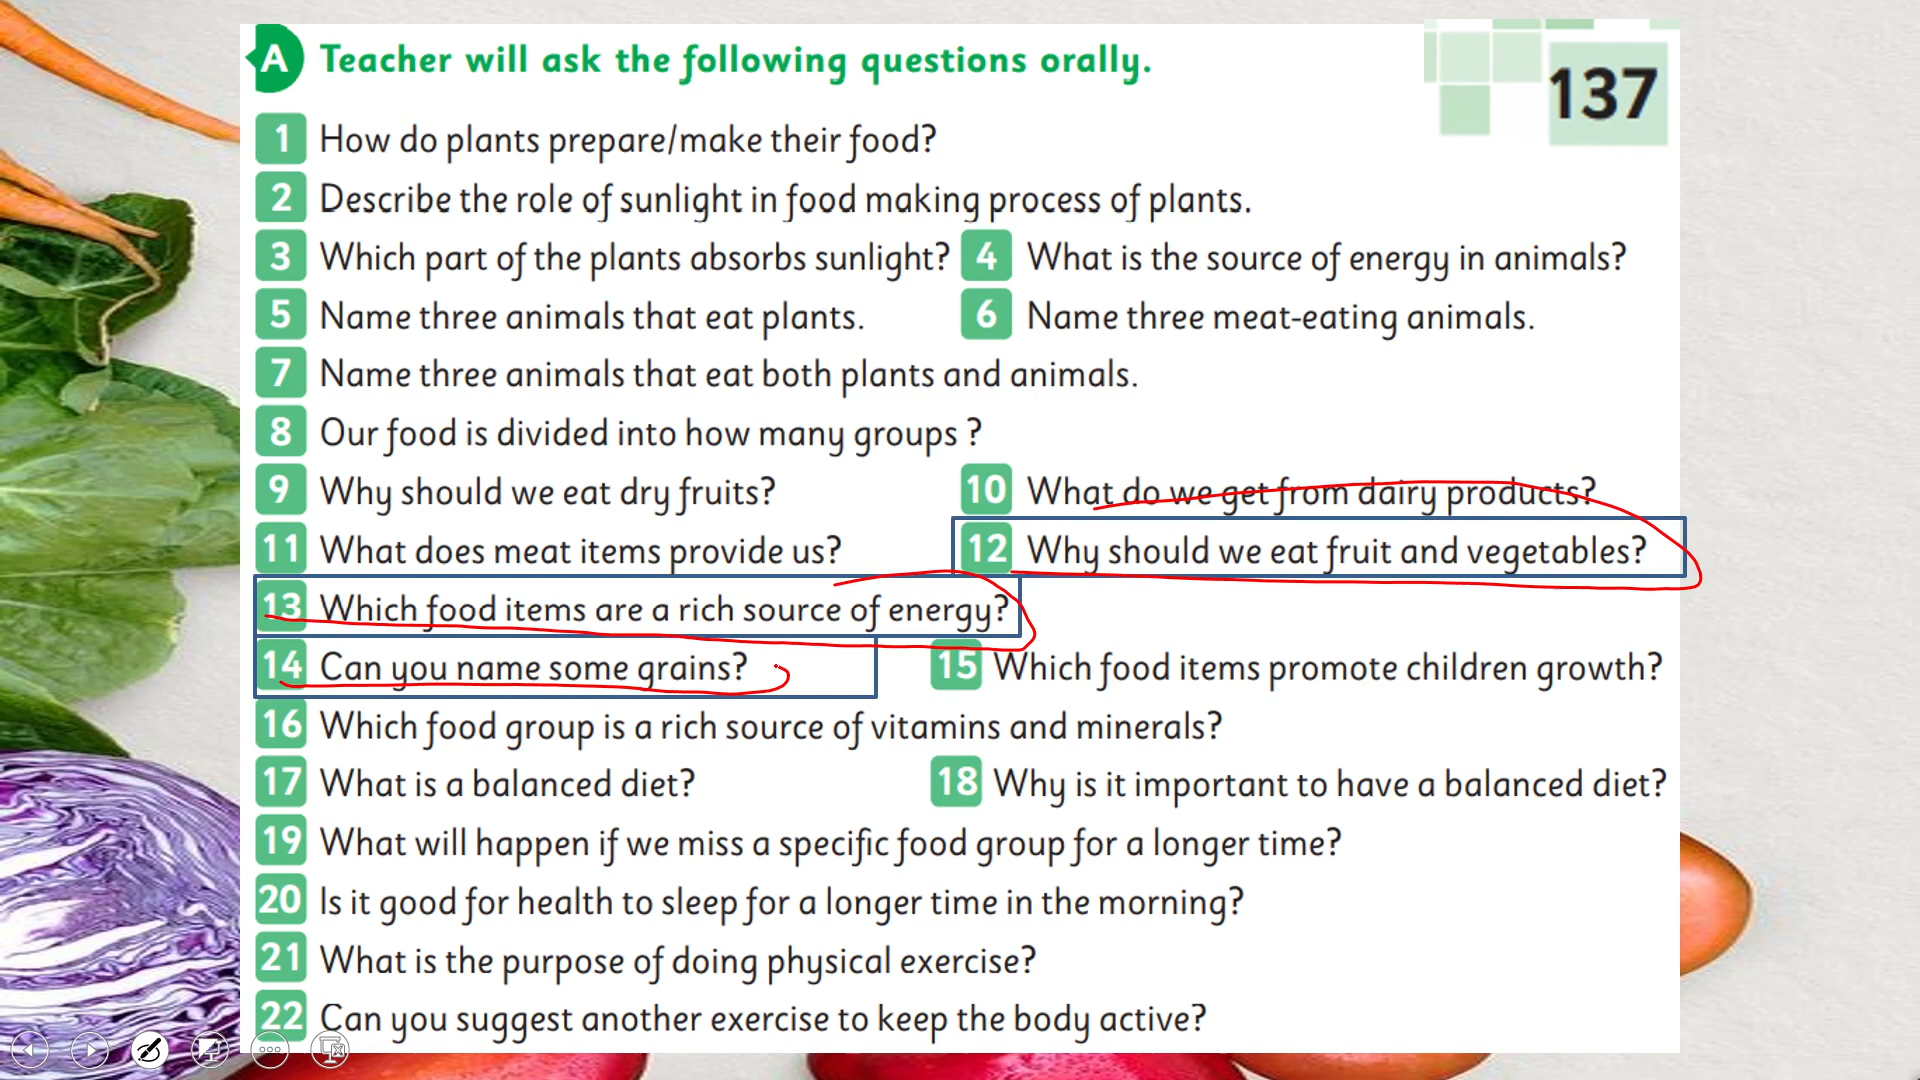 A Teacher will ask the following questions orally.
137
1 How do plants prepare/make their food?
2 Describe the role of sunlight in food making process of plants.
3 Which part of the plants absorbs sunlight? 4 What is the source of energy in animals?
5 Name three animals that eat plants. 6 Name three meat-eating animals.
7 Name three animals that eat both plants and animals.
8 Our food is divided into how many groups ?
9 Why should we eat dry fruits? 10 What do we get from dairy products?
11 What does meat items provide us? 12 Why should we eat fruit and vegetables?
13 Which food items are a rich source of energy?
14 Can you name some grains? 15 Which food items promote children growth?
16 Which food group is a rich source of vitamins and minerals?
17 What is a balanced diet? 18 Why is it important to have a balanced diet?
19 What will happen if we miss a specific food group for a longer time?
20 Is it good for health to sleep for a longer time in the morning?
21 What is the purpose of doing physical exercise?
22 Can you suggest another exercise to keep the body active?